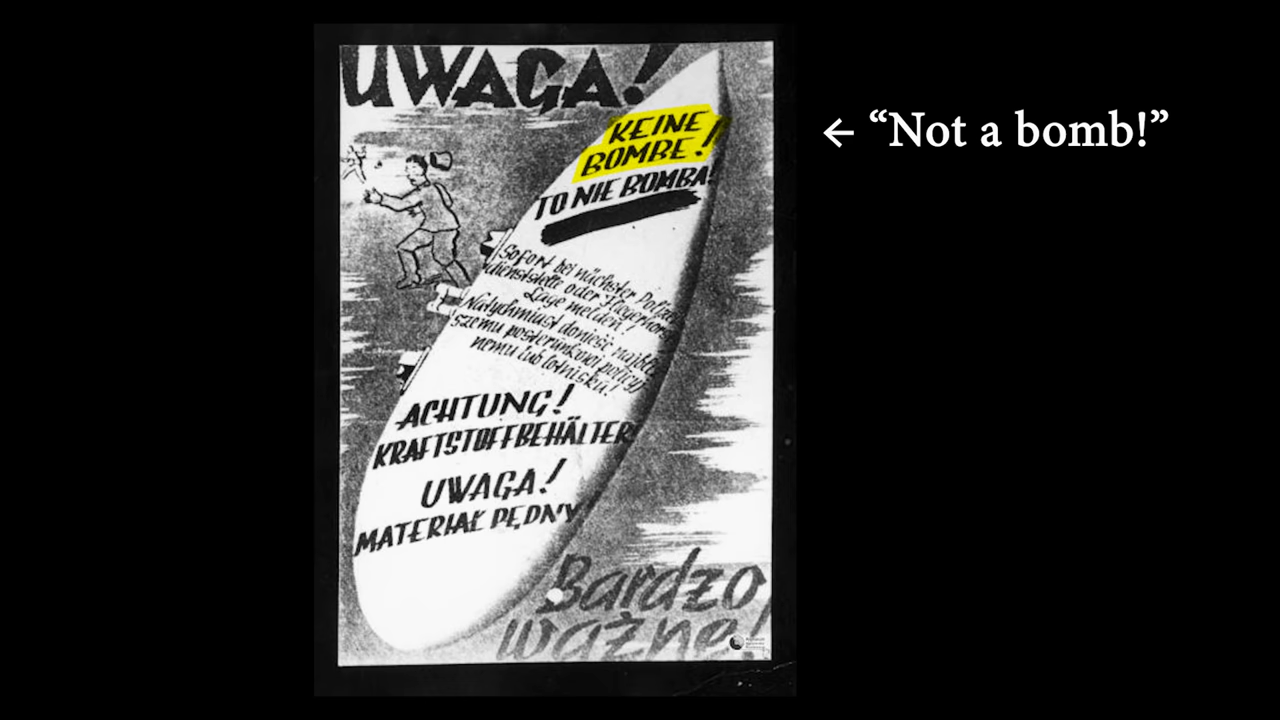 UWAGA!
KEINE
BOMBE!
TO NIE BOMBA!
← “Not a bomb!”
Sofort bei nächster Polizei
dienststelle oder Fliegerhorst
Lage melden!
Natychmiast donieść najbliż
szemu posterunkowi policyj
nemu lub lotnisku!
ACHTUNG!
KRAFTSTOFFBEHÄLTER
UWAGA!
MATERIAŁ PĘDNY!
Bardzo
ważne!